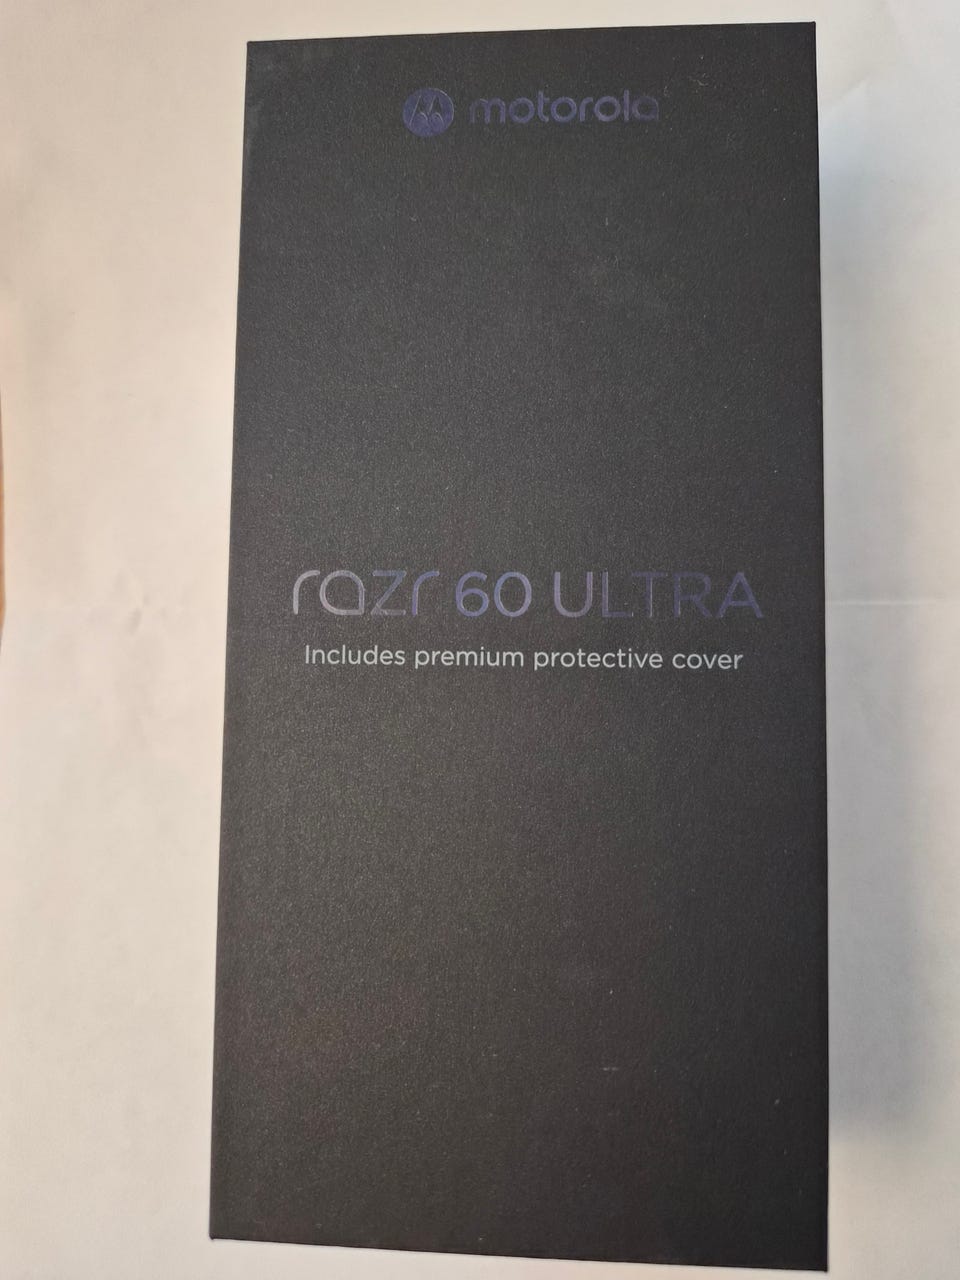 motorola
razr 60 ULTRA
Includes premium protective cover